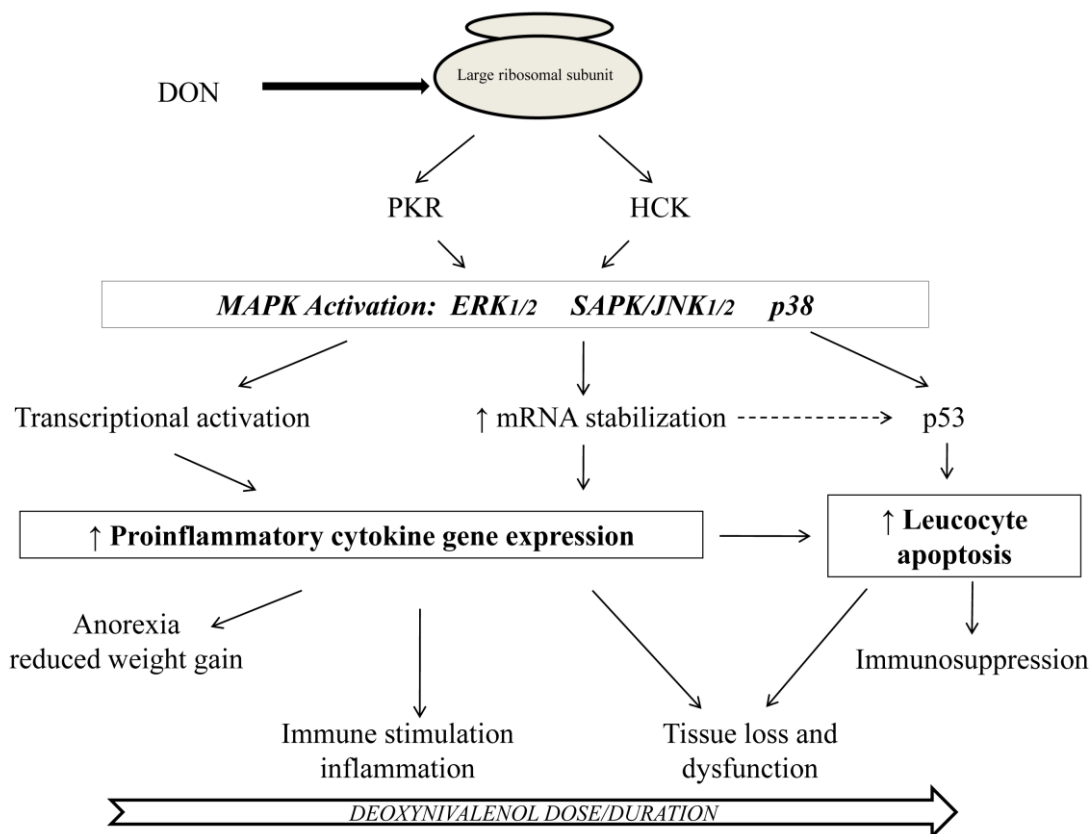 Large ribosomal subunit
DON
PKR
HCK
MAPK Activation: ERK1/2 SAPK/JNK1/2 p38
Transcriptional activation
↑ mRNA stabilization
p53
↑ Proinflammatory cytokine gene expression
↑ Leucocyte
apoptosis
Anorexia
reduced weight gain
Immunosuppression
Immune stimulation
inflammation
Tissue loss and
dysfunction
DEOXYNIVALENOL DOSE/DURATION